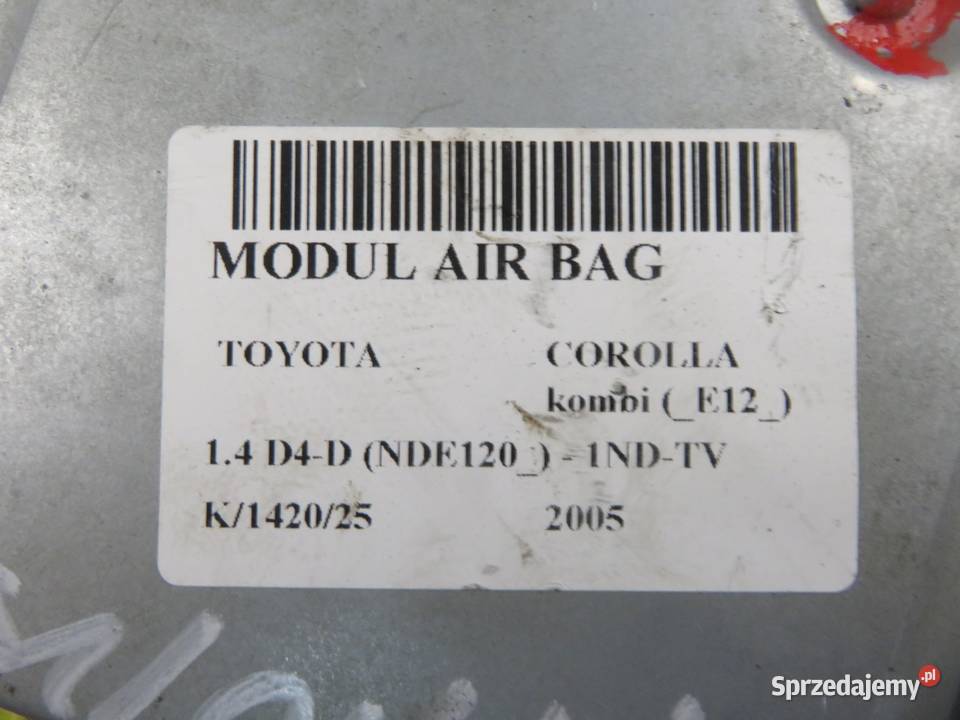 MODUL AIR BAG
TOYOTA COROLLA
kombi (_E12_)
1.4 D4-D (NDE120_) - 1ND-TV
K/1420/25 2005
Sprzedajemy.pl